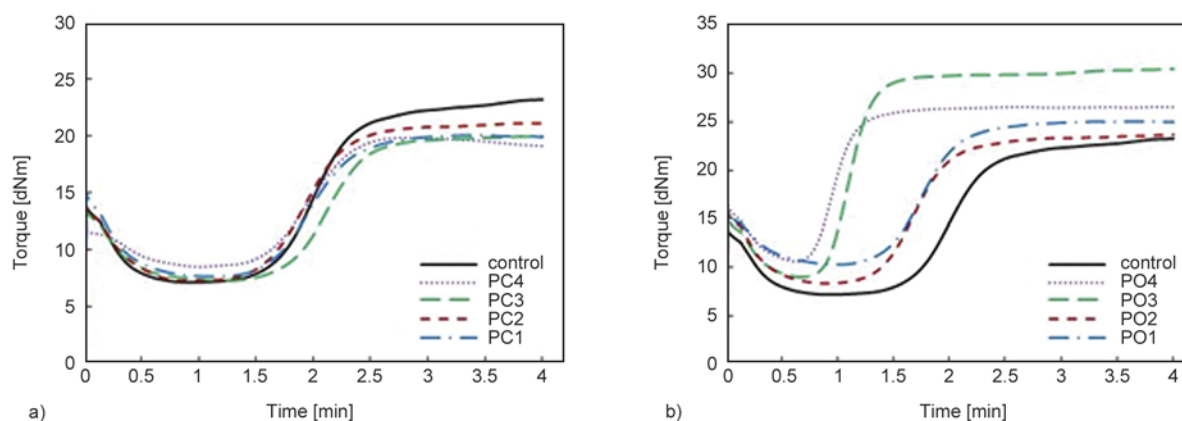 30
25
20
15
10
5
0
Torque [dNm]
control
PC4
PC3
PC2
PC1
0 0.5 1 1.5 2 2.5 3 3.5 4
Time [min]
a)
35
30
25
20
15
10
5
0
Torque [dNm]
control
PO4
PO3
PO2
PO1
0 0.5 1 1.5 2 2.5 3 3.5 4
Time [min]
b)